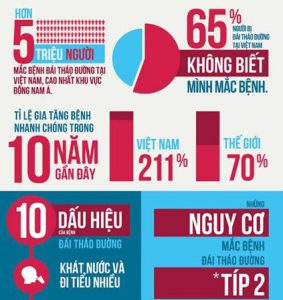 HƠN
5
TRIỆU NGƯỜI
MẮC BỆNH ĐÁI THÁO ĐƯỜNG TẠI
VIỆT NAM, CAO NHẤT KHU VỰC
ĐÔNG NAM Á.
65%
NGƯỜI BỊ
ĐÁI THÁO ĐƯỜNG
TẠI VIỆT NAM
KHÔNG BIẾT
MÌNH MẮC BỆNH.
TỈ LỆ GIA TĂNG BỆNH
NHANH CHÓNG TRONG
10 NĂM
GẦN ĐÂY
VIỆT NAM
211%
THẾ GIỚI
70%
10
DẤU HIỆU
CỦA BỆNH
ĐÁI THÁO ĐƯỜNG
KHÁT NƯỚC VÀ
ĐI TIỂU NHIỀU
NHỮNG
NGUY CƠ
MẮC BỆNH
ĐÁI THÁO ĐƯỜNG
*TÍP 2